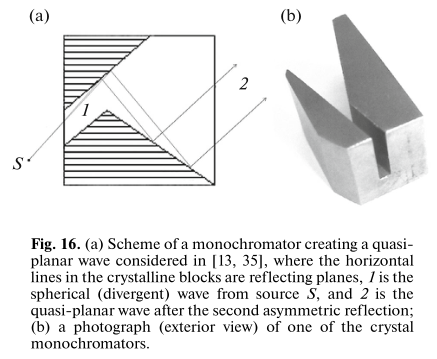 (a)
(b)
1
2
S
Fig. 16. (a) Scheme of a monochromator creating a quasi-
planar wave considered in [13, 35], where the horizontal
lines in the crystalline blocks are reflecting planes, 1 is the
spherical (divergent) wave from source S, and 2 is the
quasi-planar wave after the second asymmetric reflection;
(b) a photograph (exterior view) of one of the crystal
monochromators.